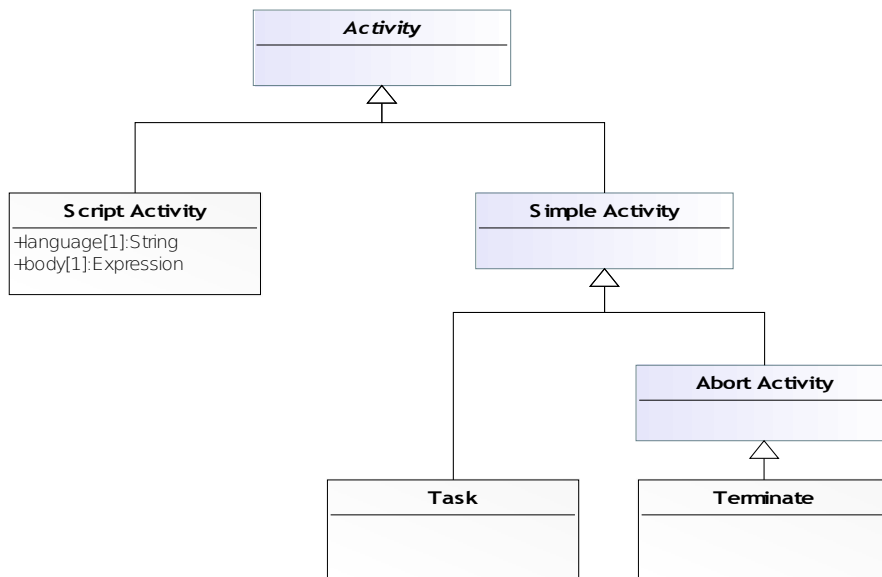 Activity
Script Activity
+language[1]:String
+body[1]:Expression
Simple Activity
Abort Activity
Task
Terminate